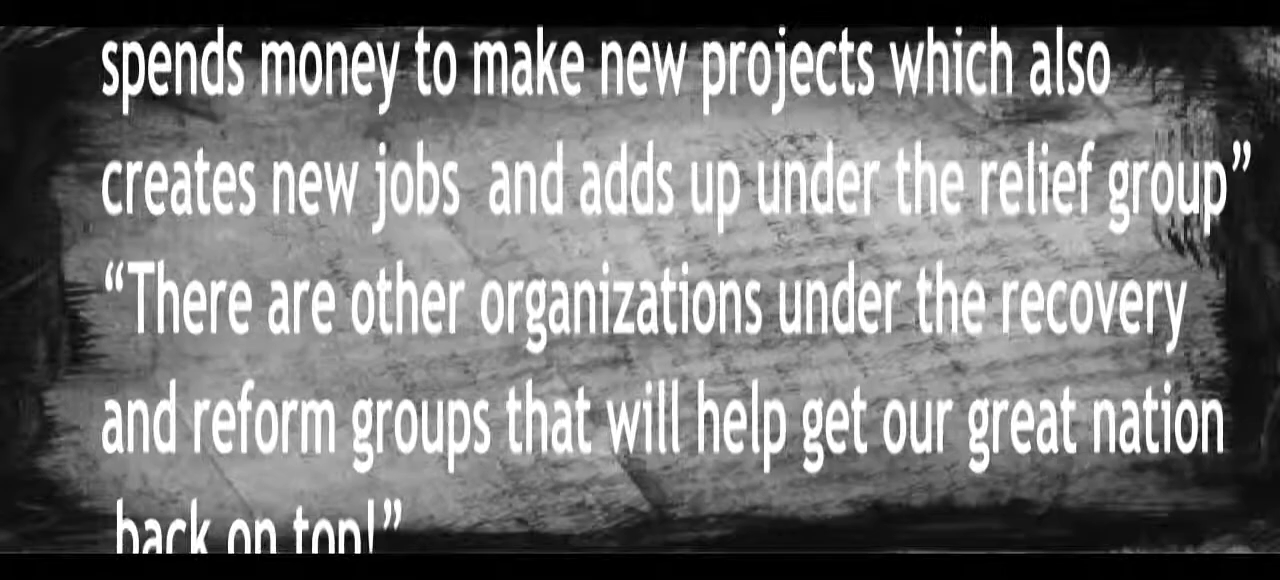 spends money to make new projects which also
creates new jobs  and adds up under the relief group”
“There are other organizations under the recovery
and reform groups that will help get our great nation
back on top!”